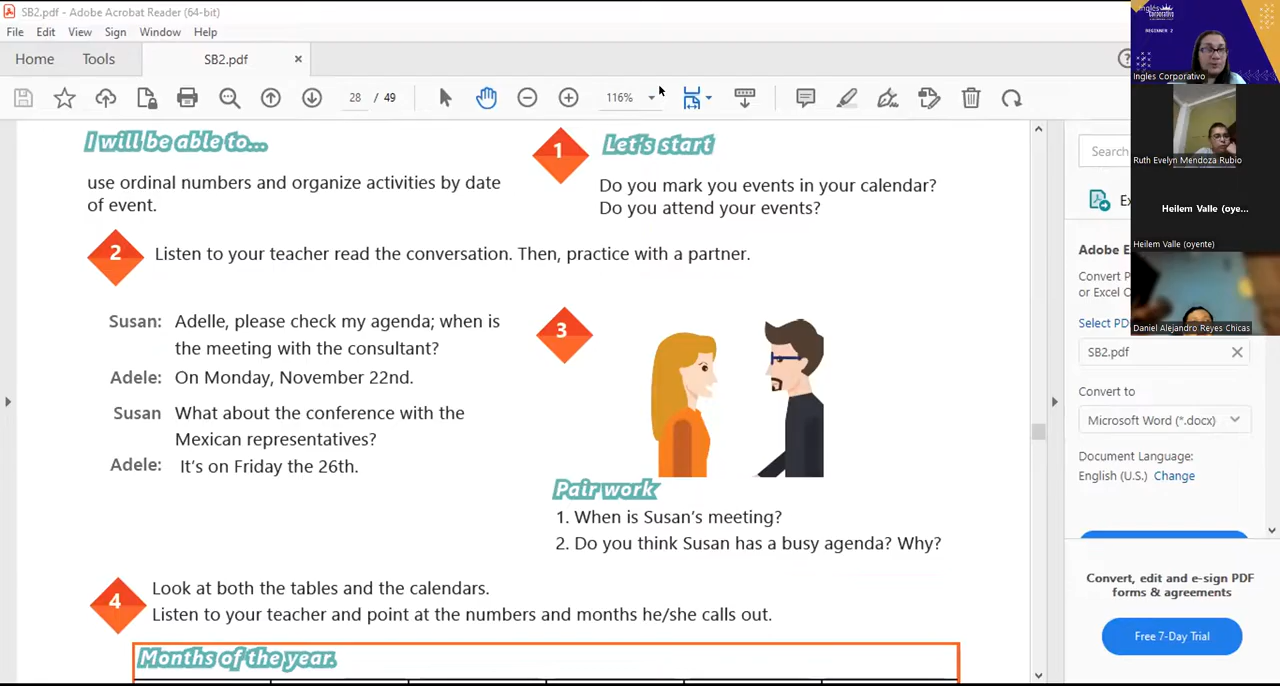 SB2.pdf - Adobe Acrobat Reader (64-bit)
File Edit View Sign Window Help
Home Tools SB2.pdf ×
28 / 49 116%
I will be able to...
use ordinal numbers and organize activities by date
of event.
1 Let's start
Do you mark you events in your calendar?
Do you attend your events?
2 Listen to your teacher read the conversation. Then, practice with a partner.
Susan: Adelle, please check my agenda; when is
the meeting with the consultant?
Adele: On Monday, November 22nd.
Susan What about the conference with the
Mexican representatives?
Adele: It's on Friday the 26th.
3
Pair work
1. When is Susan's meeting?
2. Do you think Susan has a busy agenda? Why?
4 Look at both the tables and the calendars.
Listen to your teacher and point at the numbers and months he/she calls out.
Months of the year.
Search
Adobe E
Convert P
or Excel O
Select PD
SB2.pdf
Convert to
Microsoft Word (*.docx)
Document Language:
English (U.S.) Change
Convert, edit and e-sign PDF
forms & agreements
Free 7-Day Trial
Inglés
Corporativo
BEGINNER 2
Ingles Corporativo
Ruth Evelyn Mendoza Rubio
Heilem Valle (oye...
Heilem Valle (oyente)
Daniel Alejandro Reyes Chicas